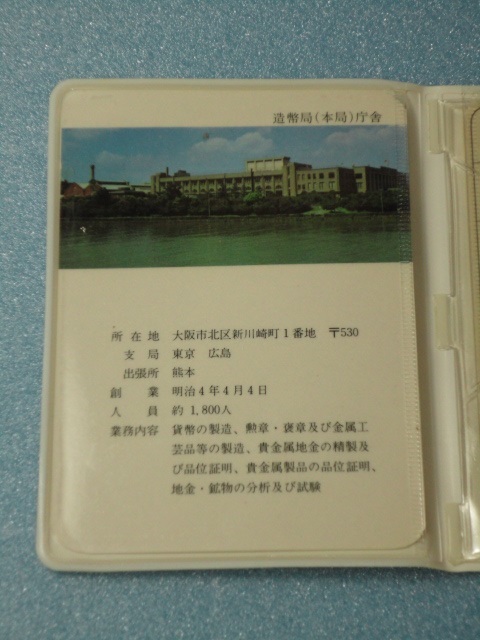 造幣局(本局)庁舎
所在地 大阪市北区新川崎町1番地 〒530
支局 東京 広島
出張所 熊本
創業 明治4年4月4日
人員 約1,800人
業務内容 貨幣の製造、勲章・褒章及び金属工
芸品等の製造、貴金属地金の精製及
び品位証明、貴金属製品の品位証明、
地金・鉱物の分析及び試験